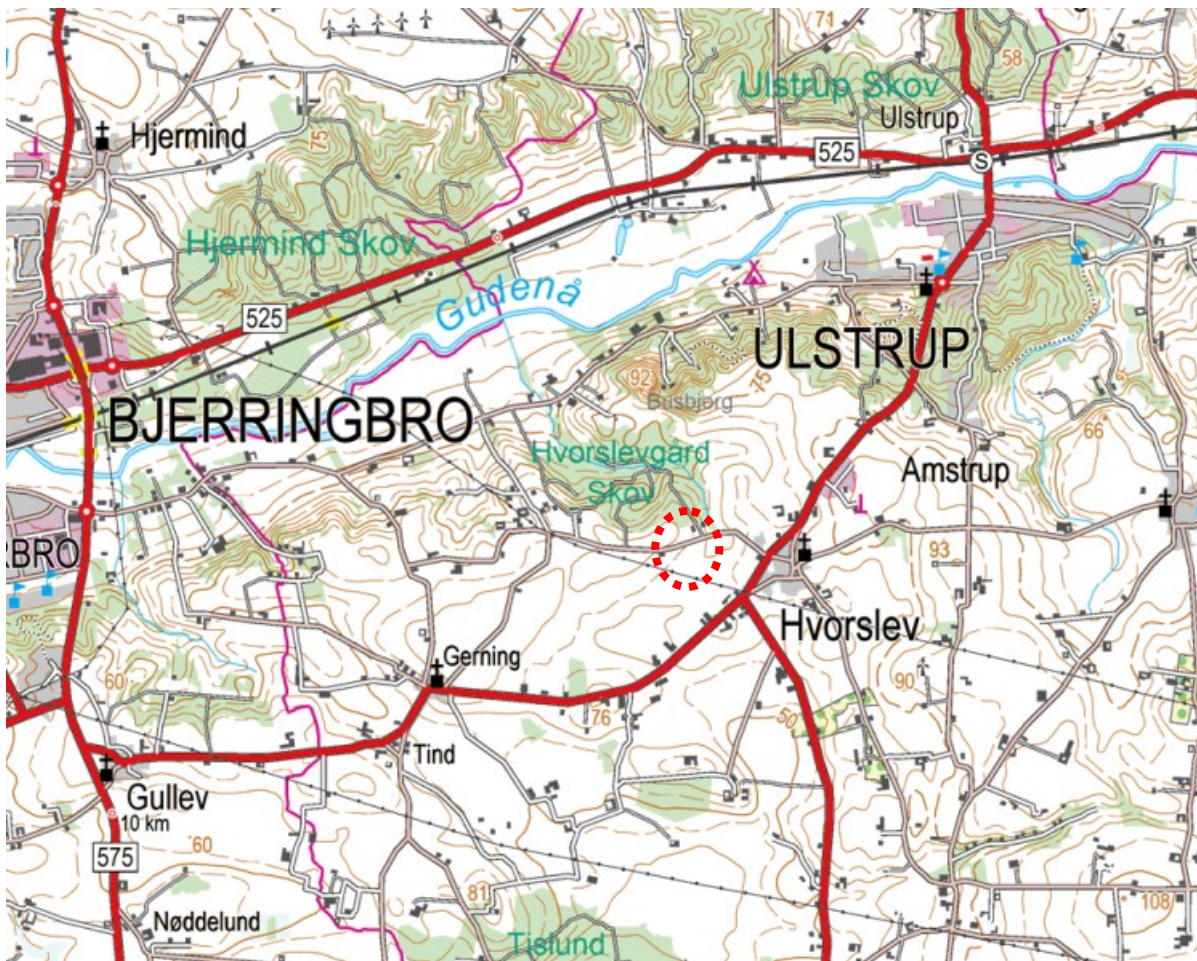 71
58
Ulstrup Skov
Ulstrup
Hjermind
75
525
S
Hjermind Skov
Gudenå
525
ULSTRUP
75
92
Busbjerg
BJERRINGBRO
66
Hvorslevgård
Skov
Amstrup
RBRO
93
Hvorslev
Gerning
60
90
76
50
Tind
Gullev
10 km
60
575
81
108
Nøddelund
Tislund